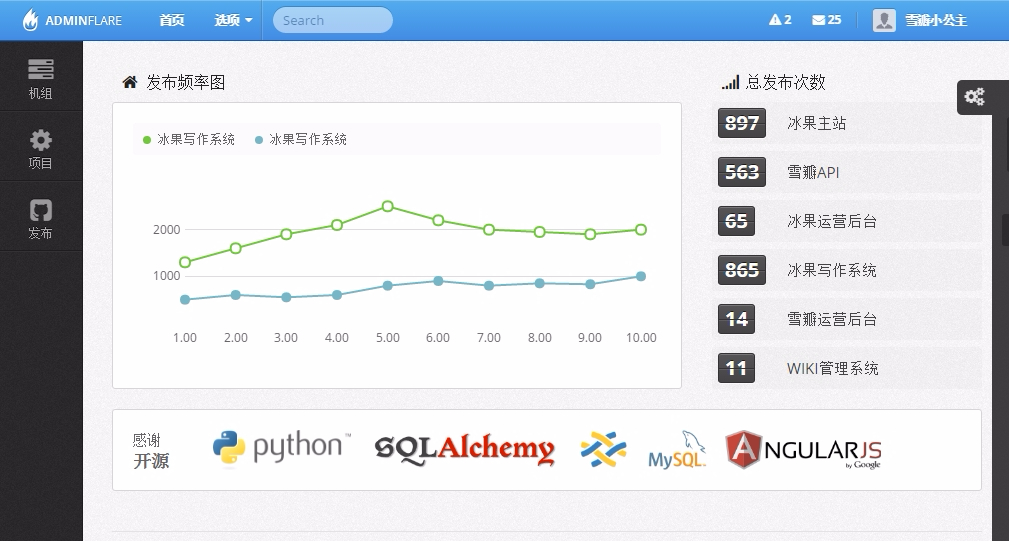 ADMINFLARE 首页 选项 Search 2 25 雪瓣小公主
机组
项目
发布
发布频率图
冰果写作系统 冰果写作系统
2000
1000
1.00 2.00 3.00 4.00 5.00 6.00 7.00 8.00 9.00 10.00
总发布次数
897 冰果主站
563 雪瓣API
65 冰果运营后台
865 冰果写作系统
14 雪瓣运营后台
11 WIKI管理系统
感谢
开源
python™ SQLAlchemy MySQL ANGULARJS
by Google